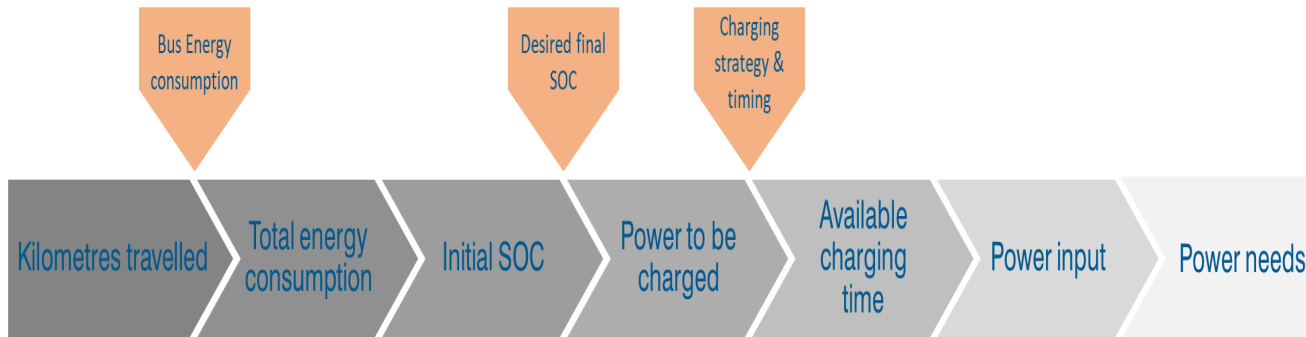 Bus Energy
consumption
Desired final
SOC
Charging
strategy &
timing
Kilometres travelled
Total energy
consumption
Initial SOC
Power to be
charged
Available
charging
time
Power input
Power needs